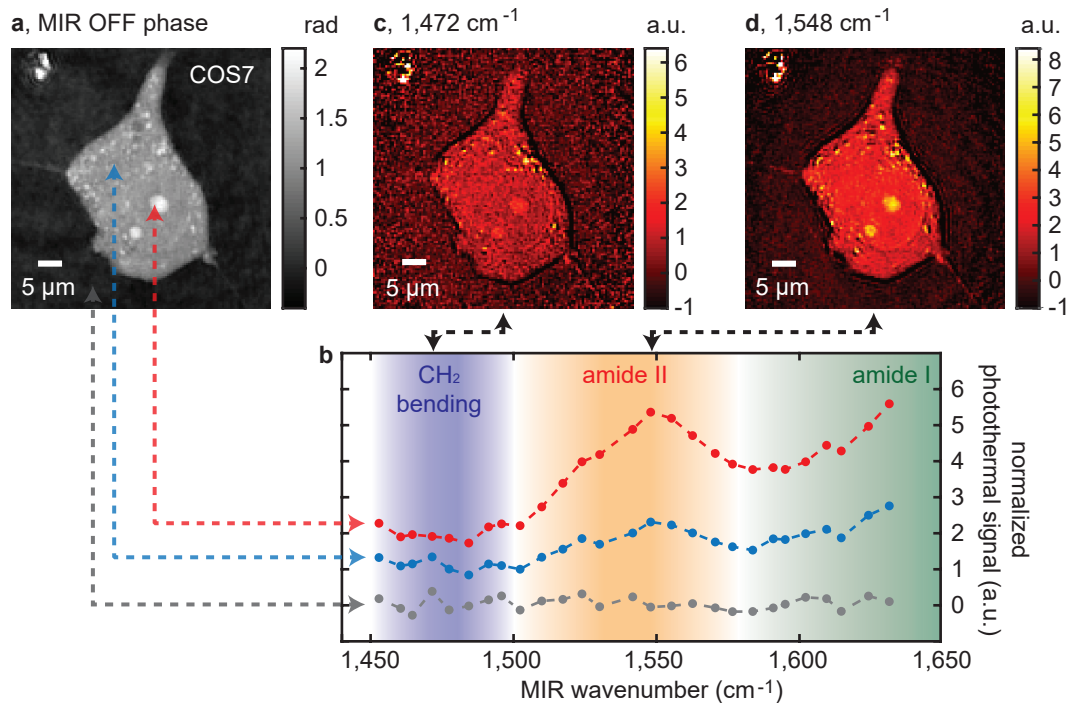 a, MIR OFF phase
rad
COS7
2
1
0.5
0
5 µm
c, 1,472 cm⁻¹
a.u.
6
5
4
3
2
1
0
-1
5 µm
d, 1,548 cm⁻¹
a.u.
8
7
6
5
4
3
2
1
0
-1
5 µm
b
CH₂
bending
amide II
amide I
6
5
4
3
2
1
0
normalized
photothermal signal (a.u.)
1,450
1,500
1,550
1,600
1,650
MIR wavenumber (cm⁻¹)